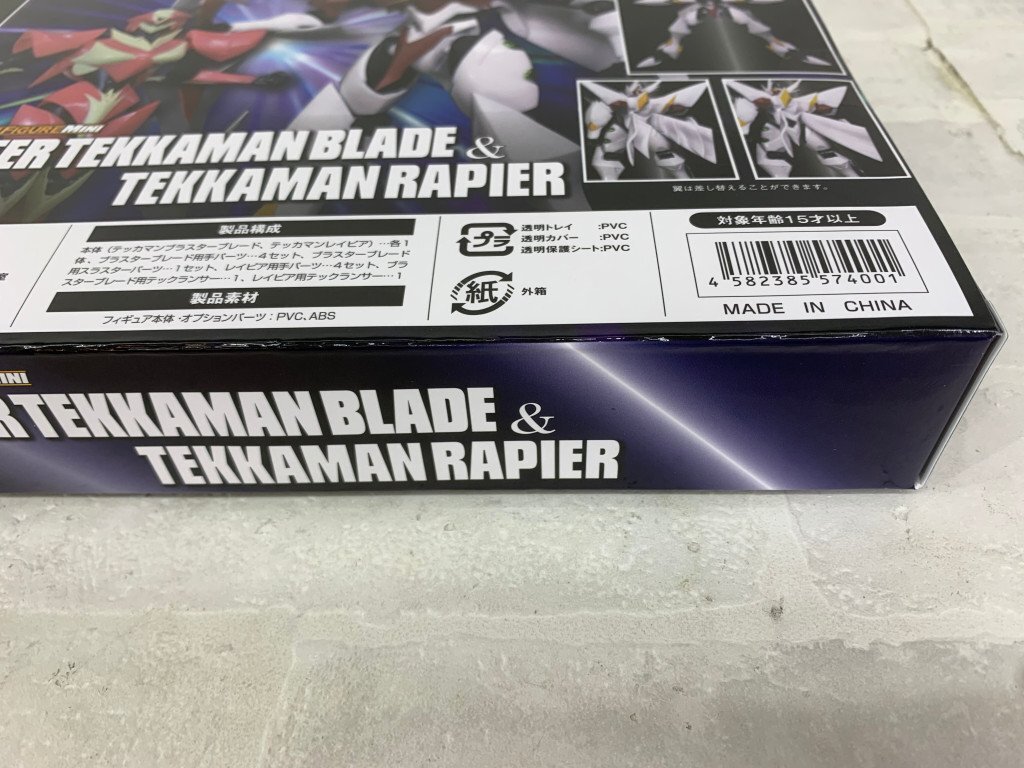 FIGURE MINI
TER TEKKAMAN BLADE &
TEKKAMAN RAPIER
翼は差し替えることができます。
製品構成
本体（テッカマンブラスターブレード、テッカマンレイピア）…各1
体、ブラスターブレード用手パーツ…4セット、ブラスターブレード
用スラスターパーツ…1セット、レイピア用手パーツ…4セット、ブラ
スターブレード用テックランサー…1、レイピア用テックランサー…1
製品素材
フィギュア本体・オプションパーツ：PVC、ABS
プラ
透明トレイ :PVC
透明カバー :PVC
透明保護シート:PVC
紙
外箱
対象年齢15才以上
4 582385 574001
MADE IN CHINA
MINI
R TEKKAMAN BLADE &
TEKKAMAN RAPIER